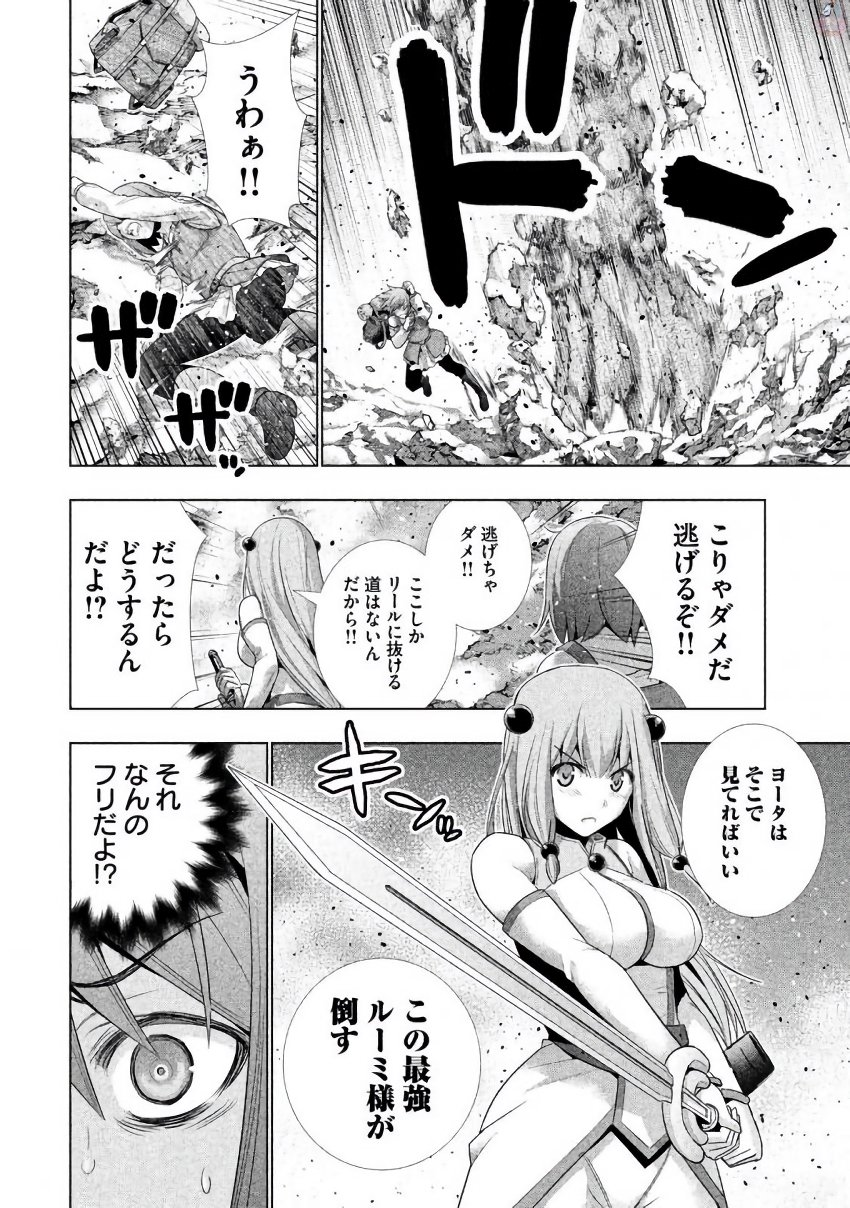 ドドーン
うわぁ!!
ザザッ
こりゃダメだ
逃げるぞ!!
逃げちゃ
ダメ!!
ここしか
リールに抜ける
道はないん
だから!!
だったら
どうするん
だよ!?
ヨータは
そこで
見てればいい
キーンッ
この最強
ルーミ様が
倒す
それ
なんの
フリだよ!?